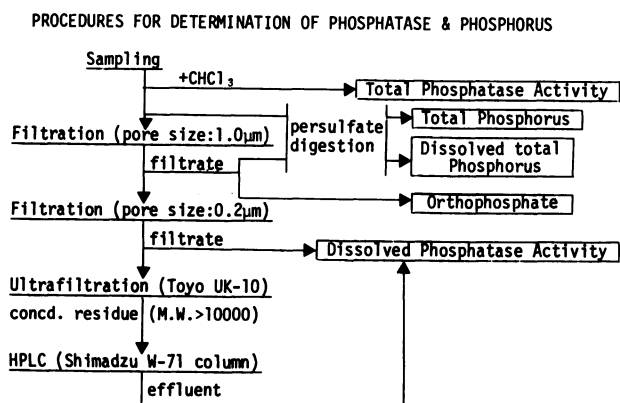 PROCEDURES FOR DETERMINATION OF PHOSPHATASE & PHOSPHORUS
Sampling
+CHCl3
Total Phosphatase Activity
Total Phosphorus
Filtration (pore size:1.0μm)
persulfate
digestion
Dissolved total
Phosphorus
filtrate
Orthophosphate
Filtration (pore size:0.2μm)
filtrate
Dissolved Phosphatase Activity
Ultrafiltration (Toyo UK-10)
concd. residue (M.W.>10000)
HPLC (Shimadzu W-71 column)
effluent